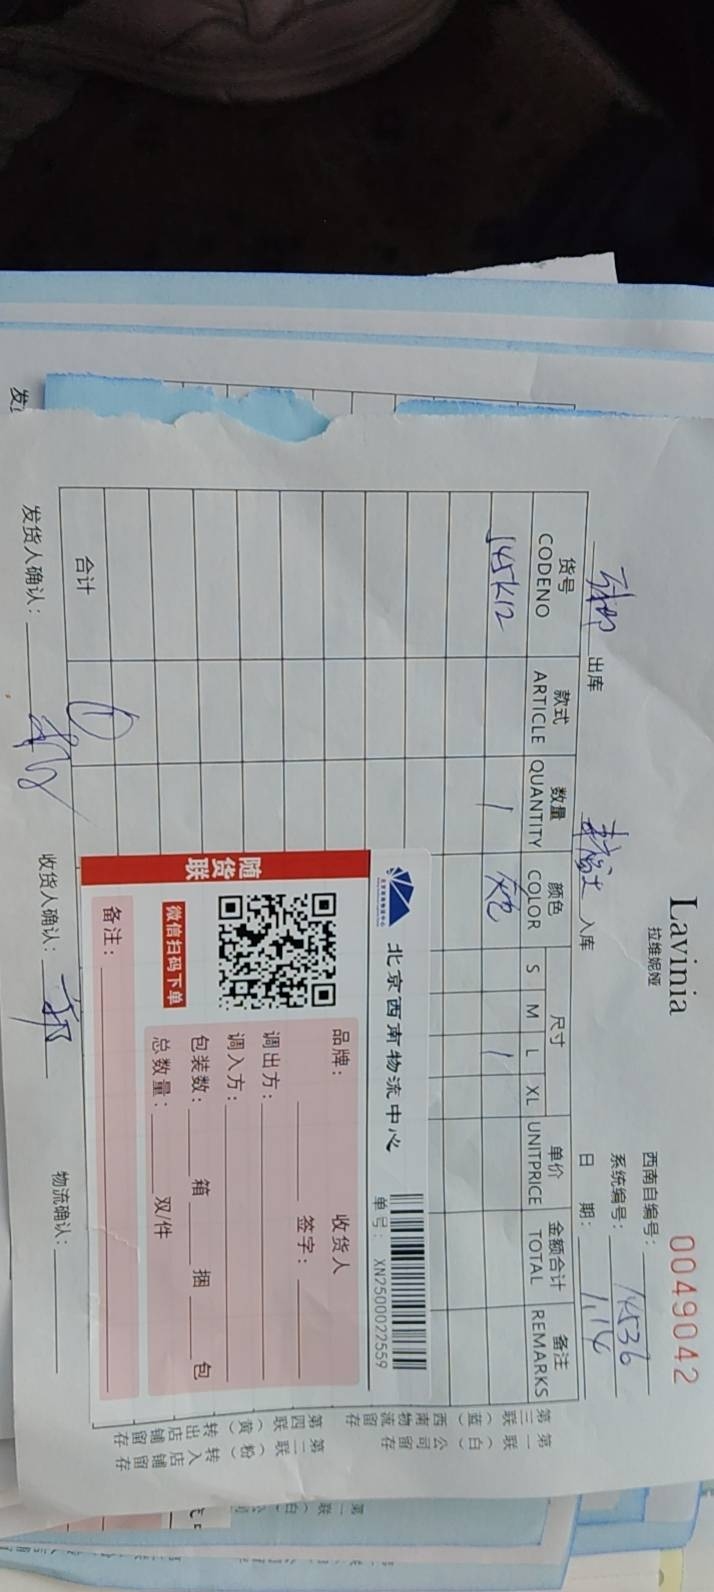 Lavinia
拉维妮娅
0049042
西南自编号：
系统编号： 14536
日 期： 1.14
出库
入库
货号 款式 数量 颜色 尺寸 单价 金额合计 备注
CODENO ARTICLE QUANTITY COLOR S M L XL UNITPRICE TOTAL REMARKS
545K12 1 灰色 1
合计 ①
发货人确认：
收货人确认：
物流确认：
第一联（白）公司留存
第三联（蓝）西南物流留存
第二联（粉）转入店铺留存
第四联（黄）转出店铺留存
北京西南物流中心
单号： XN2500022559
随货联
微信扫码下单
品牌：
收货人
签字：
调出方：
调入方：
包装数： 箱 捆 包
总数量： 双/件
备注：